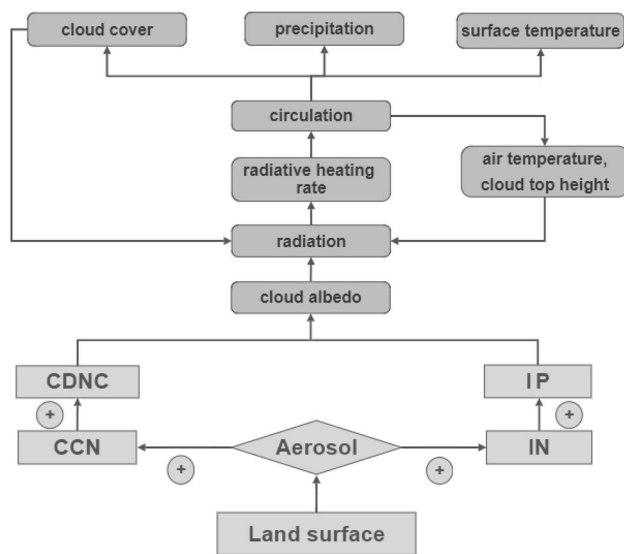 cloud cover
precipitation
surface temperature
circulation
radiative heating
rate
air temperature,
cloud top height
radiation
cloud albedo
CDNC
IP
+
+
CCN
Aerosol
IN
+
+
Land surface